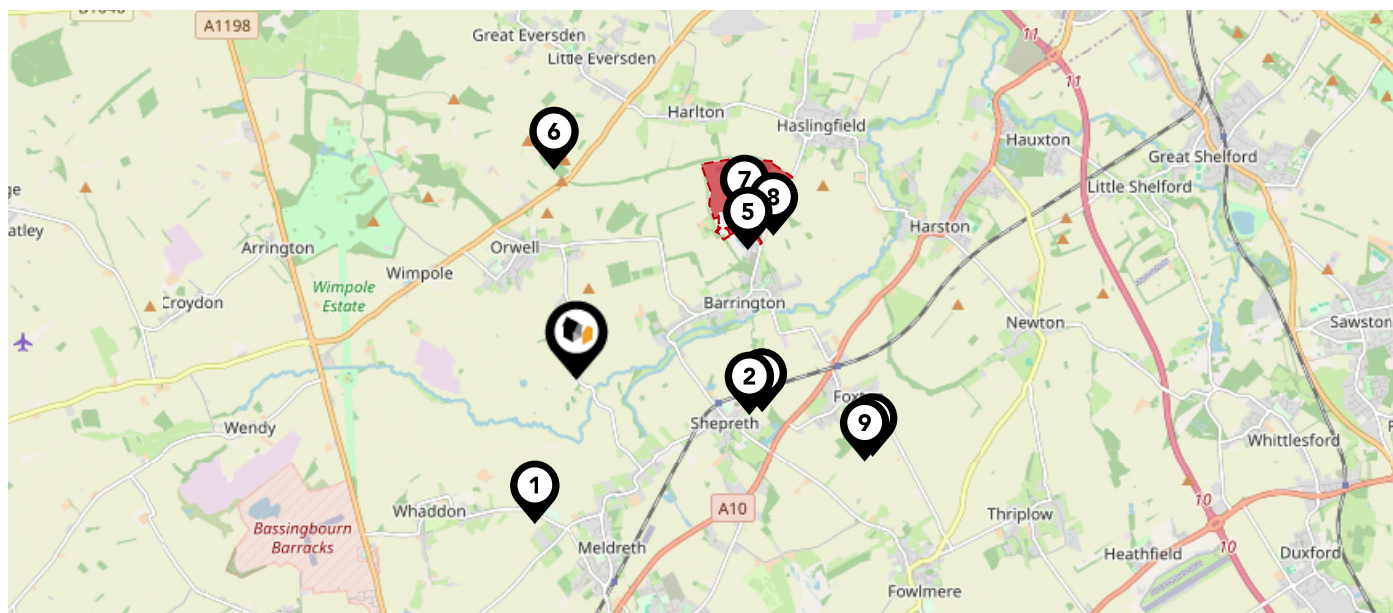 B1046
A1198
Great Eversden
Little Eversden
11
11
Harlton
Haslingfield
6
Hauxton
Great Shelford
7
8
5
Little Shelford
atley
Arrington
Orwell
Harston
Wimpole
Wimpole
Estate
Croydon
Barrington
Newton
Sawston
2
Shepreth
9
Wendy
Whittlesford
1
Whaddon
A10
10
10
Bassingbourn
Barracks
Thriplow
Meldreth
Heathfield
Duxford
Fowlmere